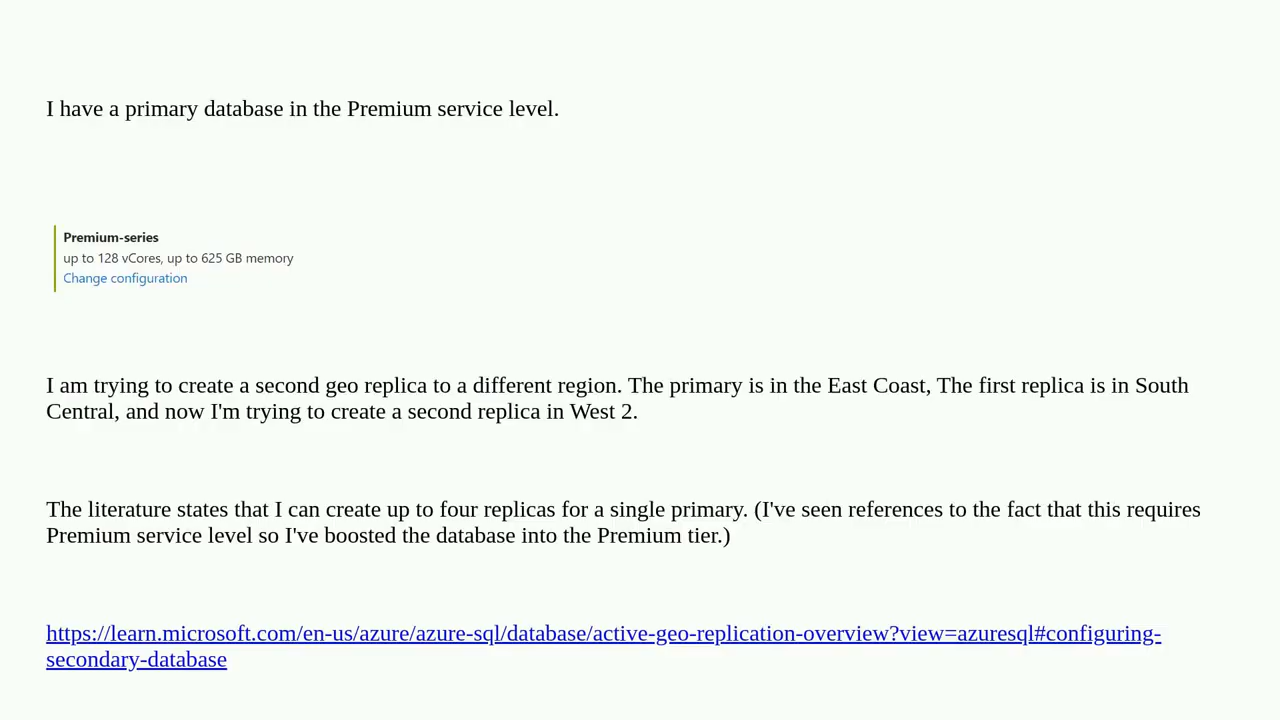 I have a primary database in the Premium service level.
Premium-series
up to 128 vCores, up to 625 GB memory
Change configuration
I am trying to create a second geo replica to a different region. The primary is in the East Coast, The first replica is in South
Central, and now I'm trying to create a second replica in West 2.
The literature states that I can create up to four replicas for a single primary. (I've seen references to the fact that this requires
Premium service level so I've boosted the database into the Premium tier.)
https://learn.microsoft.com/en-us/azure/azure-sql/database/active-geo-replication-overview?view=azuresql#configuring-
secondary-database